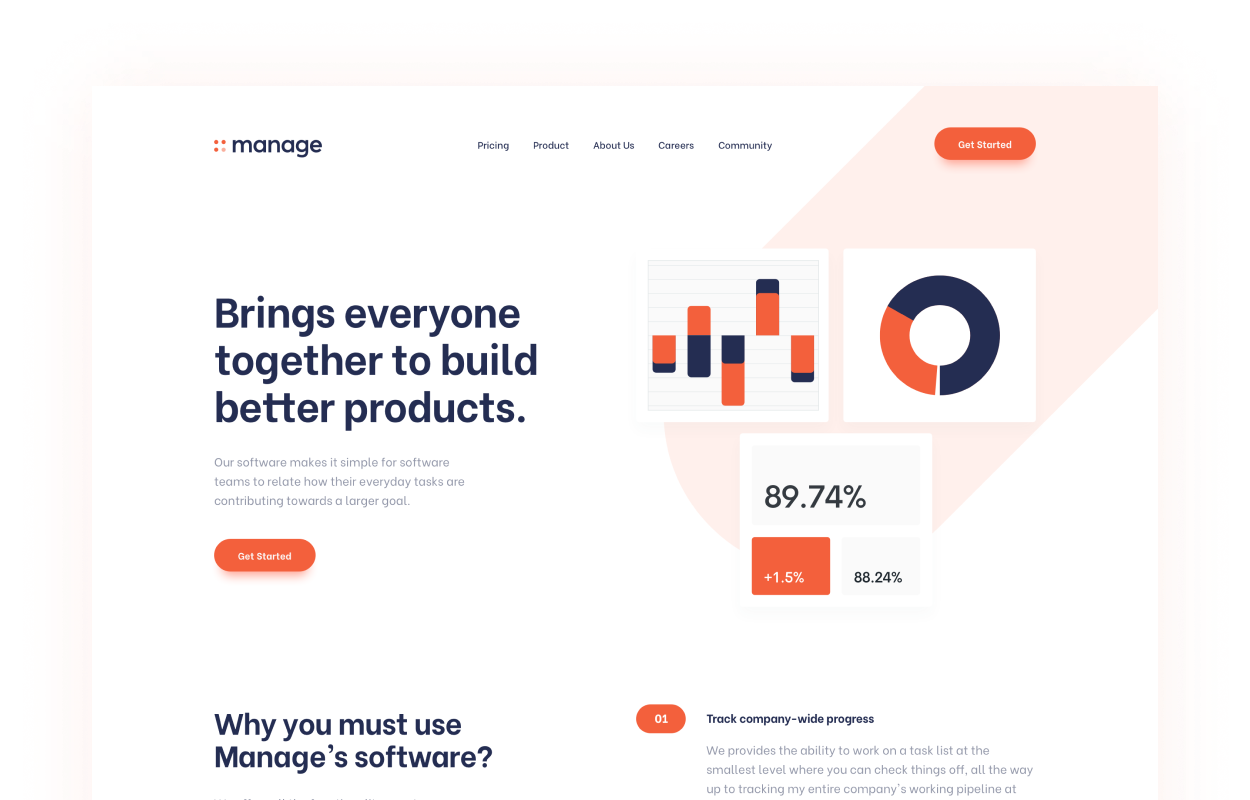 manage
Pricing Product About Us Careers Community
Get Started
Brings everyone
together to build
better products.
Our software makes it simple for software
teams to relate how their everyday tasks are
contributing towards a larger goal.
Get Started
89.74%
+1.5%
88.24%
Why you must use
Manage’s software?
01
Track company-wide progress
We provides the ability to work on a task list at the
smallest level where you can check things off, all the way
up to tracking my entire company’s working pipeline at